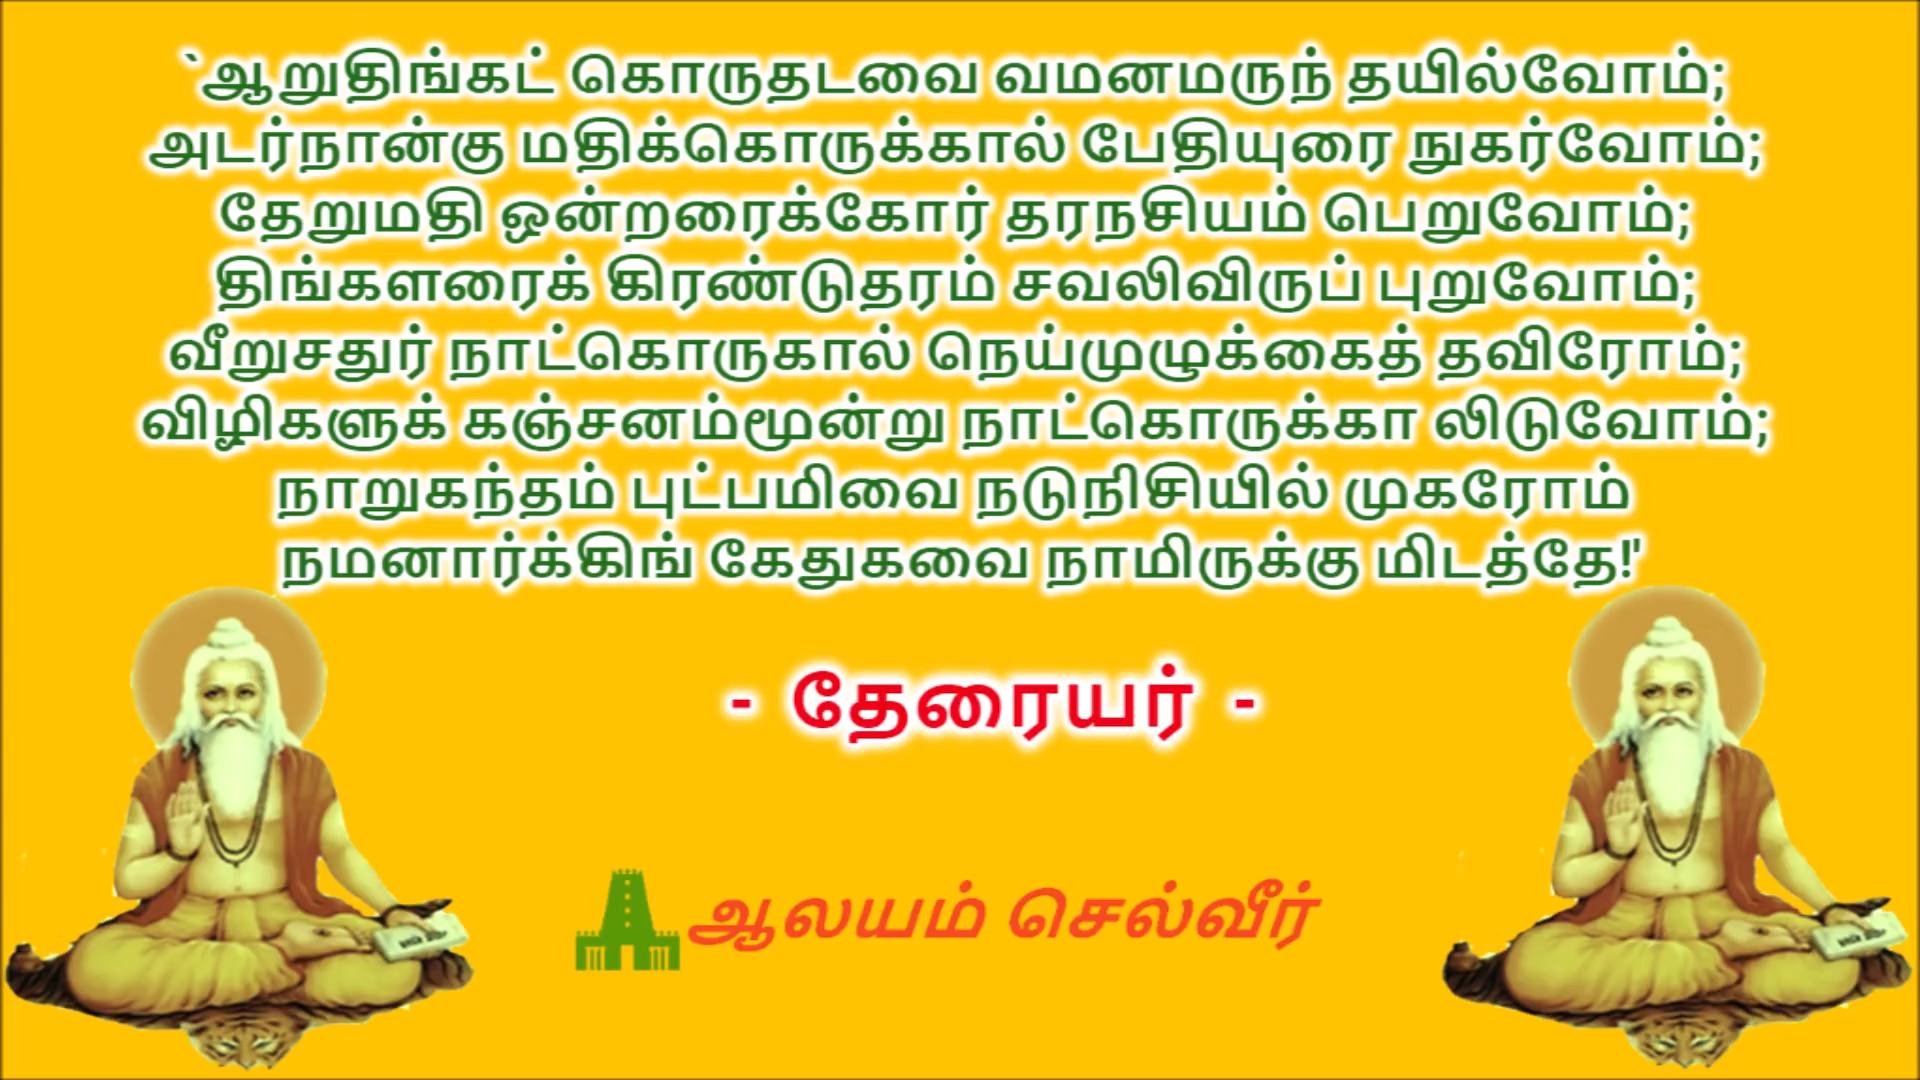 `ஆறுதிங்கட் கொருதடவை வமனமருந் தயில்வோம்;
அடர்நான்கு மதிக்கொருக்கால் பேதியுரை நுகர்வோம்;
தேறுமதி ஒன்றரைக்கோர் தரநசியம் பெறுவோம்;
திங்களரைக் கிரண்டுதரம் சவலிவிருப் புறுவோம்;
வீறுசதுர் நாட்கொருகால் நெய்முழுக்கைத் தவிரோம்;
விழிகளுக் கஞ்சனம்மூன்று நாட்கொருக்கா லிடுவோம்;
நாறுகந்தம் புட்பமிவை நடுநிசியில் முகரோம்
நமனார்க்கிங் கேதுகவை நாமிருக்கு மிடத்தே!'
- தேரையர் -
ஆலயம் செல்வீர்